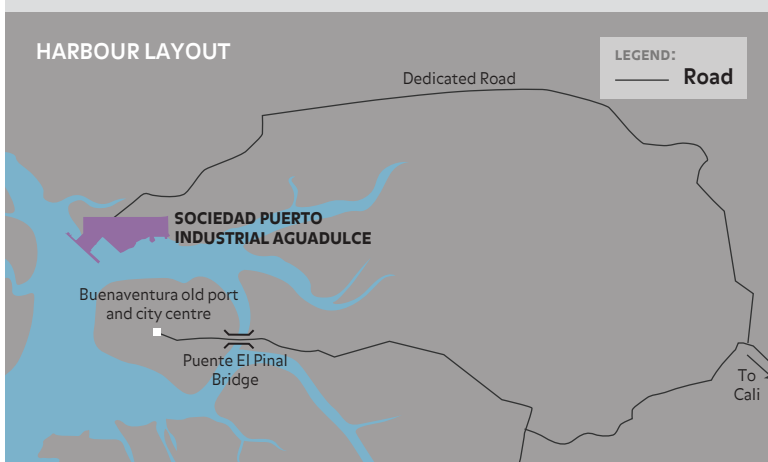 HARBOUR LAYOUT
LEGEND:
Road
Dedicated Road
SOCIEDAD PUERTO
INDUSTRIAL AGUADULCE
Buenaventura old port
and city centre
Puente El Pinal
Bridge
To
Cali